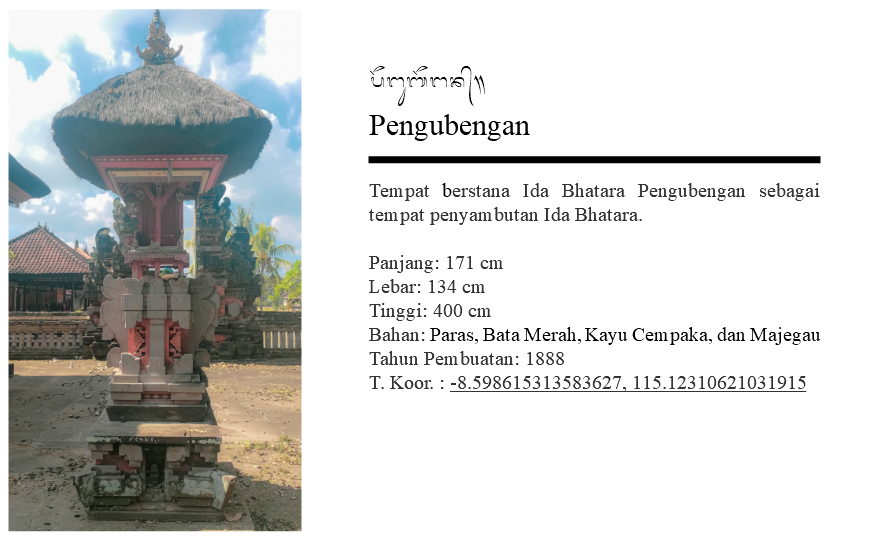 ᬧᭂᬗᬸᬩᭂᬗᬦ᭄᭟
Pengubengan
Tempat berstana Ida Bhatara Pengubengan sebagai
tempat penyambutan Ida Bhatara.
Panjang: 171 cm
Lebar: 134 cm
Tinggi: 400 cm
Bahan: Paras, Bata Merah, Kayu Cempaka, dan Majegau
Tahun Pembuatan: 1888
T. Koor. : -8.598615313583627, 115.12310621031915